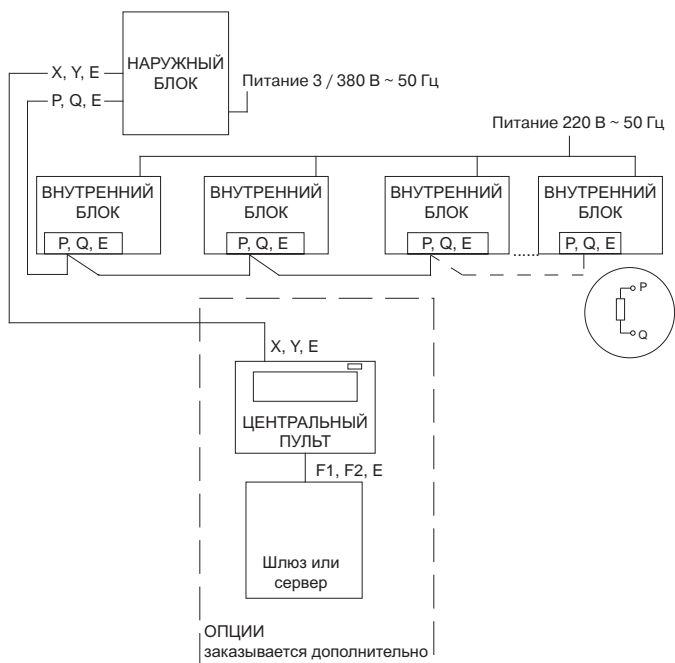 НАРУЖНЫЙ
БЛОК
X, Y, E
P, Q, E
Питание 3 / 380 В ~ 50 Гц
Питание 220 В ~ 50 Гц
ВНУТРЕННИЙ
БЛОК
P, Q, E
ВНУТРЕННИЙ
БЛОК
P, Q, E
ВНУТРЕННИЙ
БЛОК
P, Q, E
ВНУТРЕННИЙ
БЛОК
P, Q, E
P
Q
X, Y, E
ЦЕНТРАЛЬНЫЙ
ПУЛЬТ
F1, F2, E
Шлюз или
сервер
ОПЦИИ
заказывается дополнительно